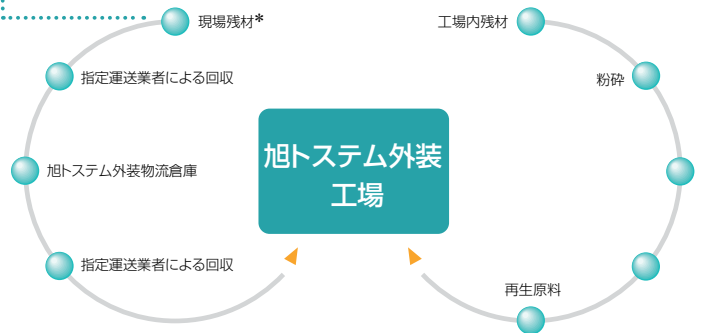 現場残材*
指定運送業者による回収
旭トステム外装物流倉庫
指定運送業者による回収
旭トステム外装
工場
工場内残材
粉砕
再生原料